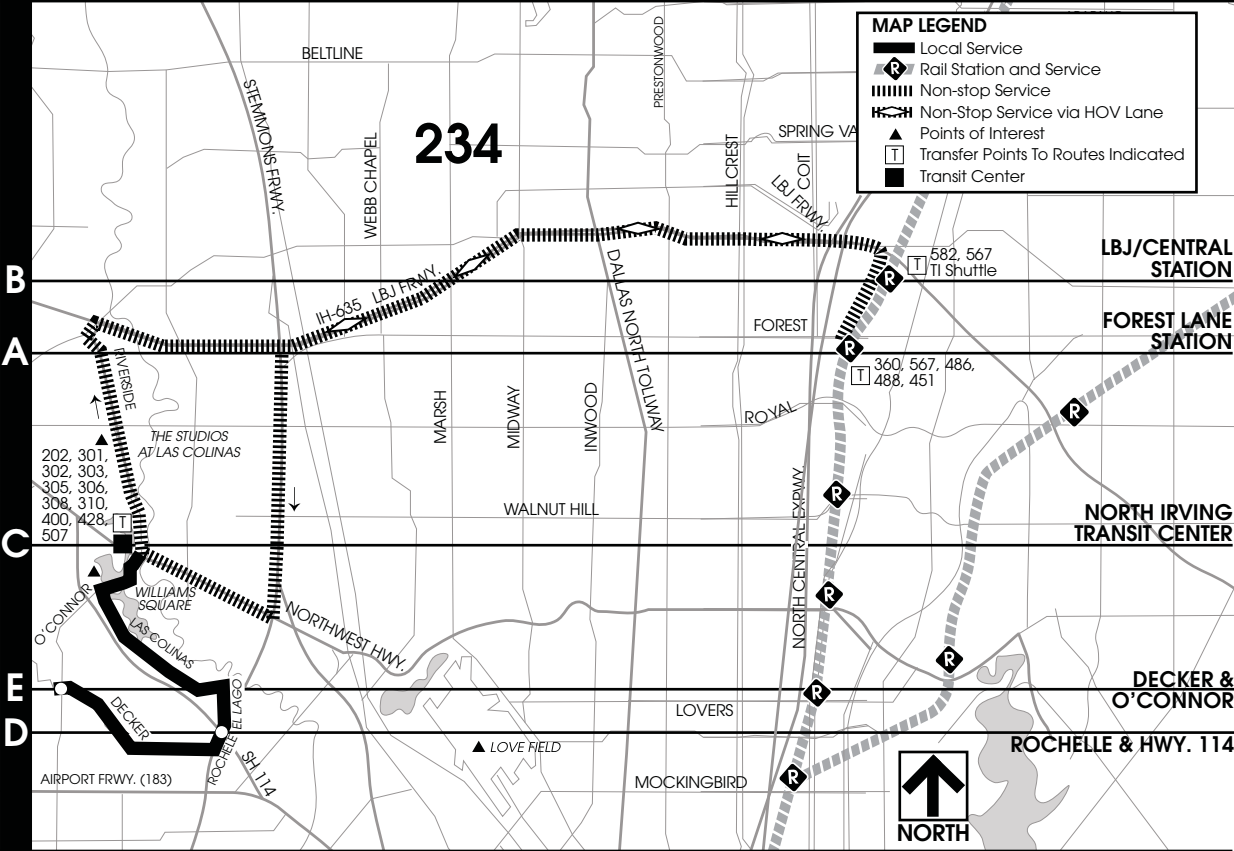 MAP LEGEND
Local Service
R Rail Station and Service
Non-stop Service
Non-Stop Service via HOV Lane
Points of Interest
T Transfer Points To Routes Indicated
Transit Center
234
BELTLINE
PRESTONWOOD
STEMMONS FRWY.
WEBB CHAPEL
HILLCREST
SPRING VA
COIT
LBJ FRWY.
B
T 582, 567
TI Shuttle
R
LBJ/CENTRAL
STATION
IH-635 LBJ FRWY.
DALLAS NORTH TOLLWAY
FOREST
FOREST LANE
STATION
A
R
T 360, 567, 486,
488, 451
RIVERSIDE
MARSH
MIDWAY
INWOOD
ROYAL
R
THE STUDIOS
AT LAS COLINAS
202, 301,
302, 303,
305, 306,
308, 310,
400, 428,
507
T
WALNUT HILL
NORTH CENTRAL EXPWY.
R
NORTH IRVING
TRANSIT CENTER
C
O'CONNOR
WILLIAMS
SQUARE
LAS COLINAS
NORTHWEST HWY.
R
R
E
R
DECKER &
O'CONNOR
DECKER
EL LAGO
LOVERS
D
ROCHELE
SH 114
LOVE FIELD
ROCHELLE & HWY. 114
AIRPORT FRWY. (183)
MOCKINGBIRD
R
NORTH